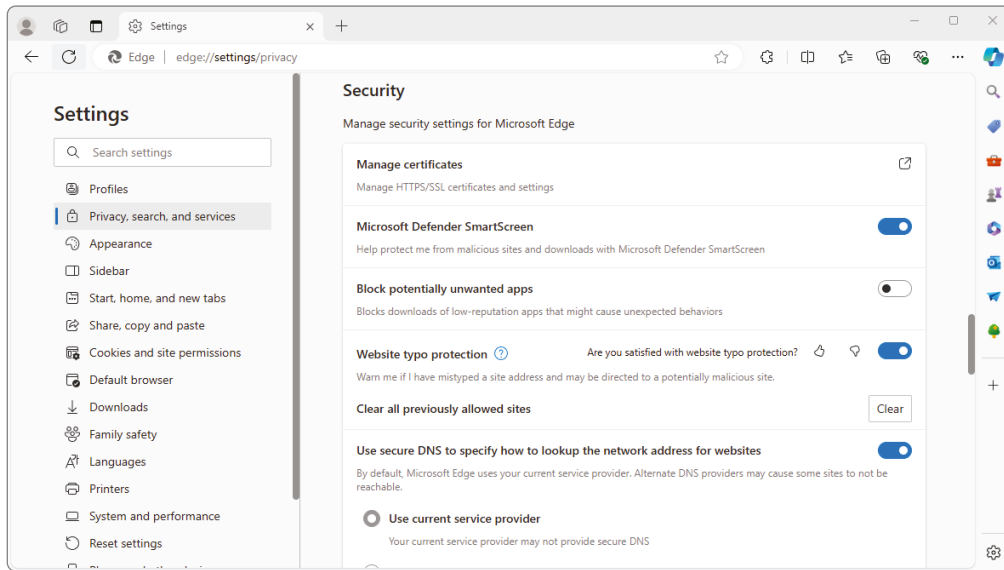 Settings
Edge
edge://settings/privacy
Settings
Search settings
Profiles
Privacy, search, and services
Appearance
Sidebar
Start, home, and new tabs
Share, copy and paste
Cookies and site permissions
Default browser
Downloads
Family safety
Languages
Printers
System and performance
Reset settings
Security
Manage security settings for Microsoft Edge
Manage certificates
Manage HTTPS/SSL certificates and settings
Microsoft Defender SmartScreen
Help protect me from malicious sites and downloads with Microsoft Defender SmartScreen
Block potentially unwanted apps
Blocks downloads of low-reputation apps that might cause unexpected behaviors
Website typo protection
Are you satisfied with website typo protection?
Warn me if I have mistyped a site address and may be directed to a potentially malicious site.
Clear all previously allowed sites
Clear
Use secure DNS to specify how to lookup the network address for websites
By default, Microsoft Edge uses your current service provider. Alternate DNS providers may cause some sites to not be
reachable.
Use current service provider
Your current service provider may not provide secure DNS